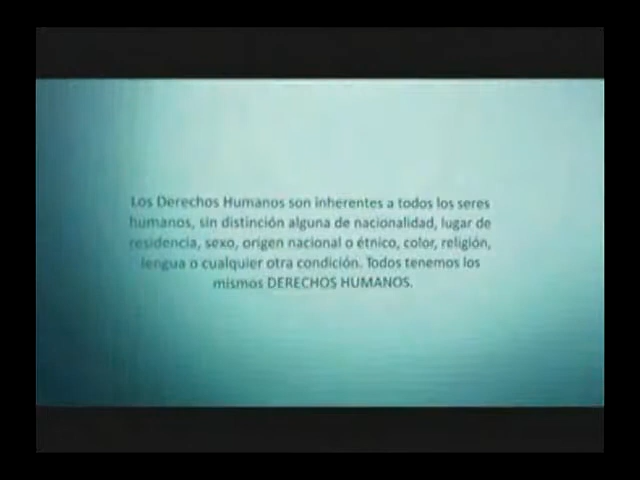 Los Derechos Humanos son inherentes a todos los seres
humanos, sin distinción alguna de nacionalidad, lugar de
residencia, sexo, origen nacional o étnico, color, religión,
lengua o cualquier otra condición. Todos tenemos los
mismos DERECHOS HUMANOS.